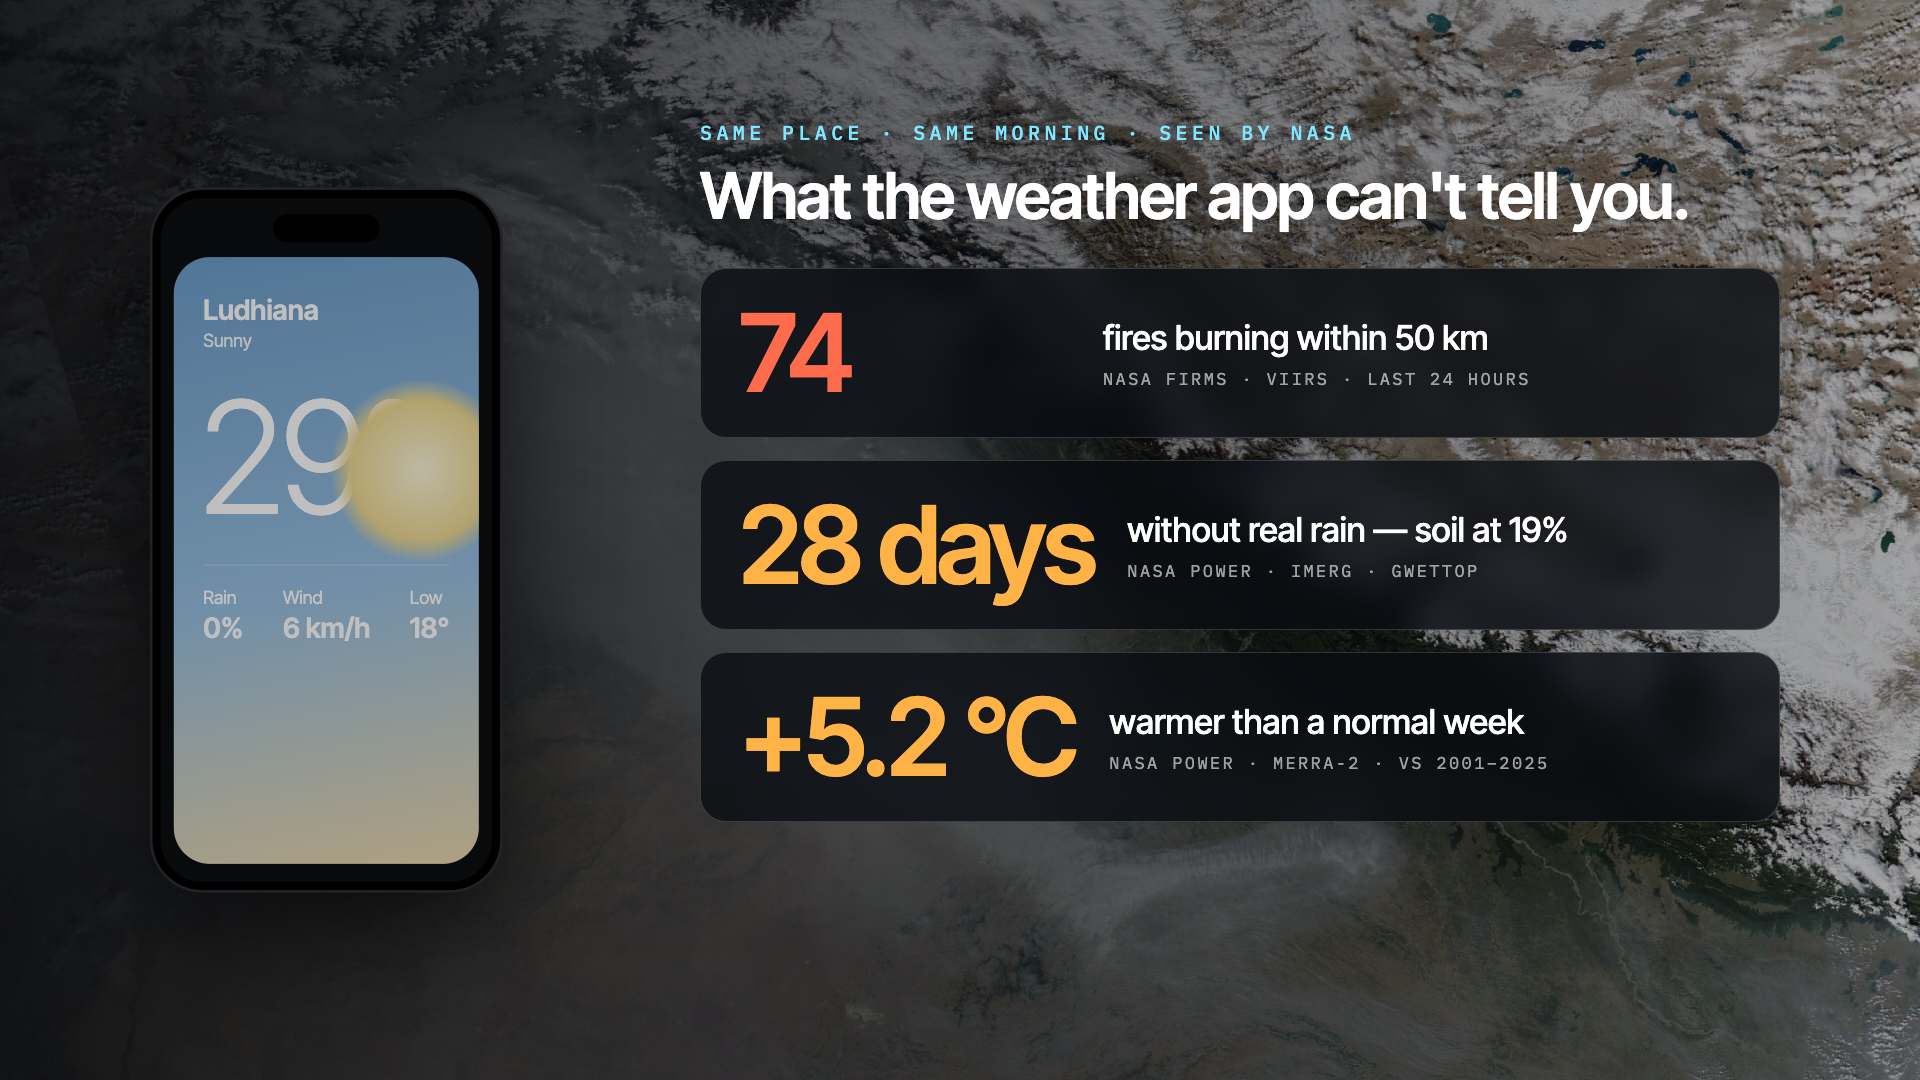 SAME PLACE · SAME MORNING · SEEN BY NASA
What the weather app can't tell you.
Ludhiana
Sunny
29°
Rain
Wind
Low
0%
6 km/h
18°
74
fires burning within 50 km
NASA FIRMS · VIIRS · LAST 24 HOURS
28 days
without real rain — soil at 19%
NASA POWER · IMERG · GWETTOP
+5.2 °C
warmer than a normal week
NASA POWER · MERRA-2 · VS 2001–2025